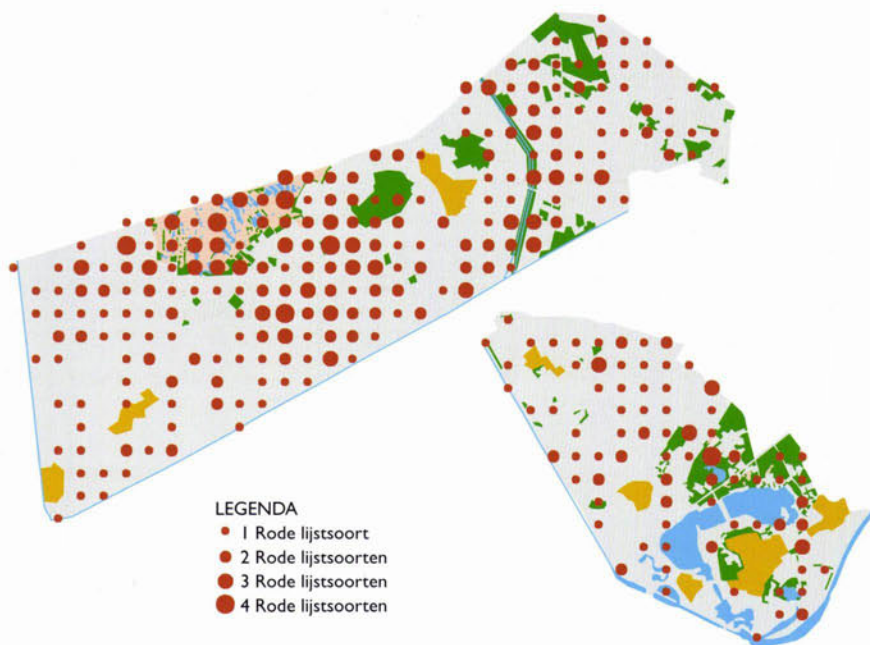 LEGENDA
1 Rode lijstsoort
2 Rode lijstsoorten
3 Rode lijstsoorten
4 Rode lijstsoorten